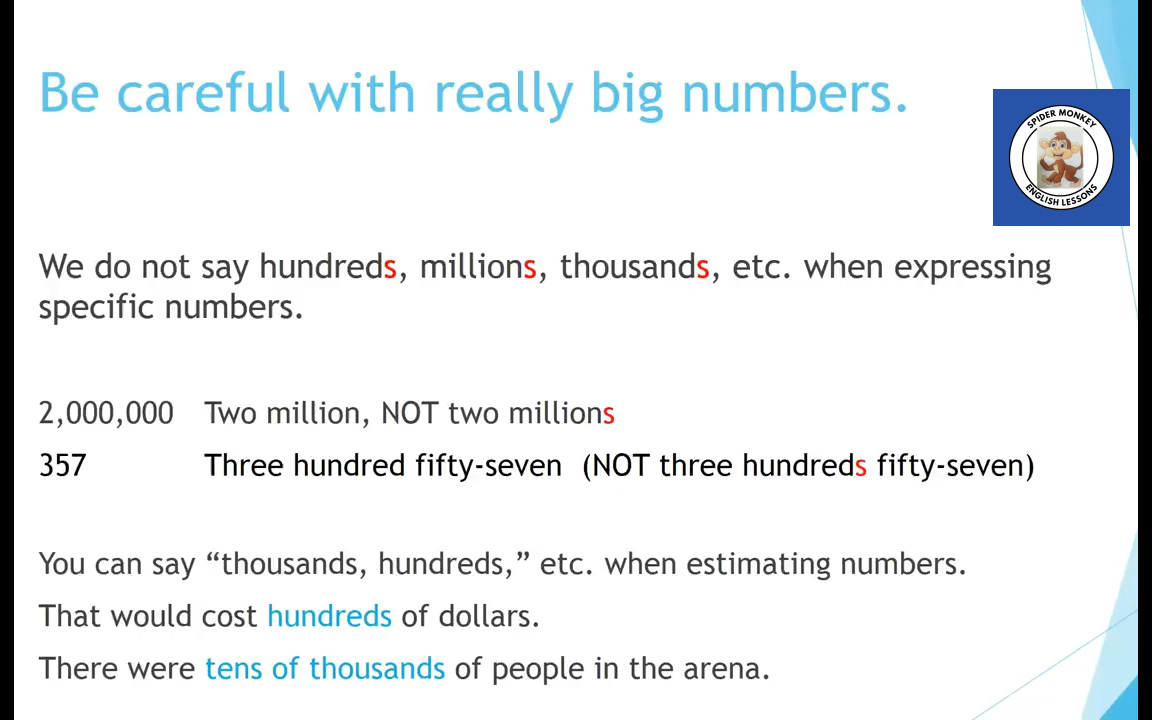 Be careful with really big numbers.
SPIDER MONKEY
ENGLISH LESSONS
We do not say hundreds, millions, thousands, etc. when expressing
specific numbers.
2,000,000 Two million, NOT two millions
357 Three hundred fifty-seven (NOT three hundreds fifty-seven)
You can say “thousands, hundreds,” etc. when estimating numbers.
That would cost hundreds of dollars.
There were tens of thousands of people in the arena.